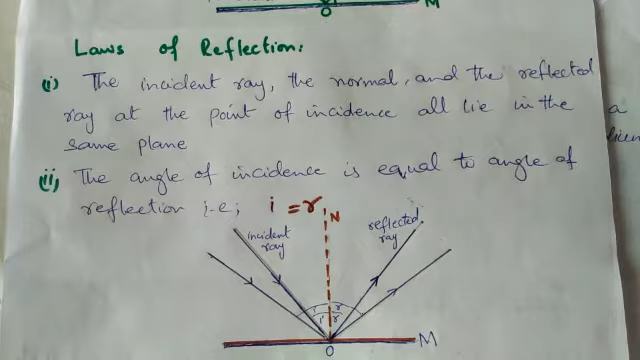 O M
Laws of Reflection:
(i) The incident ray, the normal, and the reflected
ray at the point of incidence all lie in the
same plane
(ii) The angle of incidence is equal to angle of
reflection i.e; i = r
N
incident
ray
reflected
ray
i r
i r
O
M
a